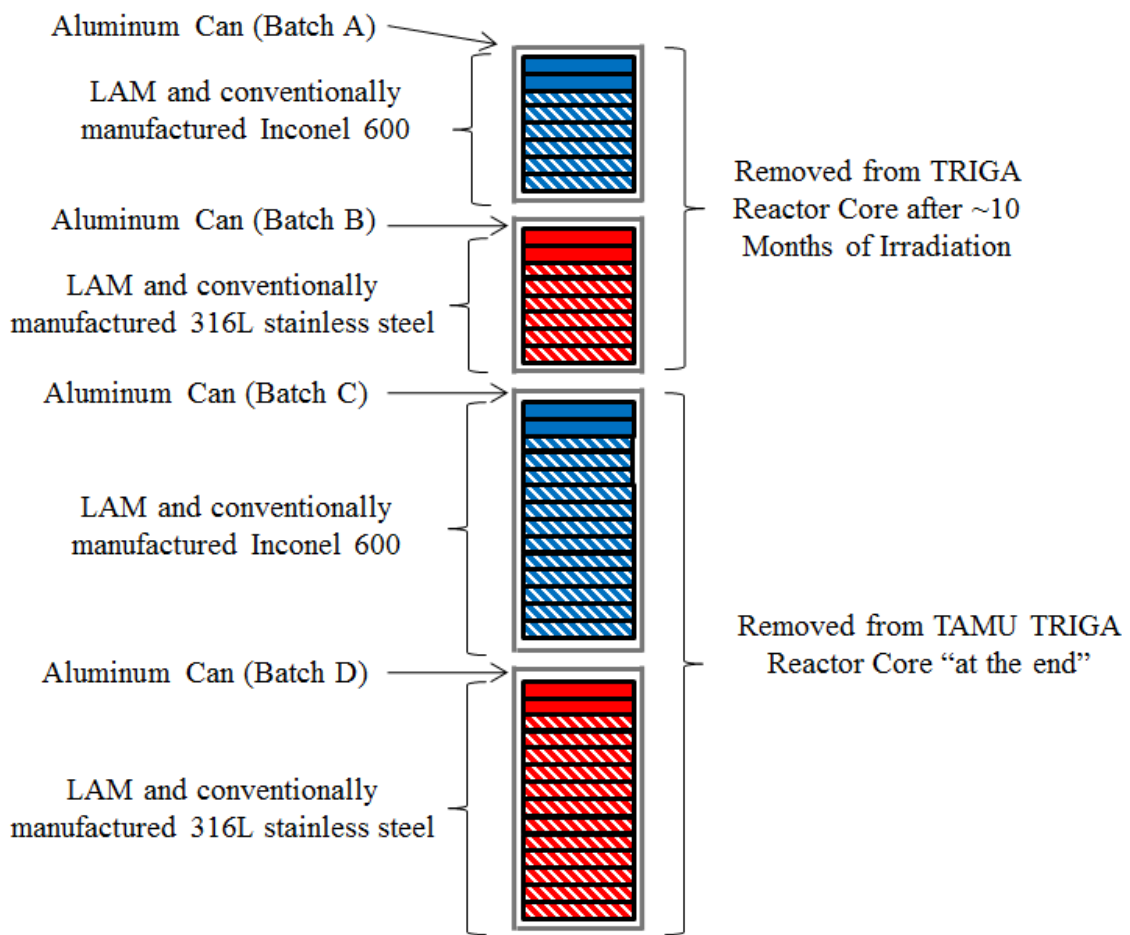 Aluminum Can (Batch A)
LAM and conventionally
manufactured Inconel 600
Aluminum Can (Batch B)
LAM and conventionally
manufactured 316L stainless steel
Removed from TRIGA
Reactor Core after ~10
Months of Irradiation
Aluminum Can (Batch C)
LAM and conventionally
manufactured Inconel 600
Aluminum Can (Batch D)
LAM and conventionally
manufactured 316L stainless steel
Removed from TAMU TRIGA
Reactor Core “at the end”